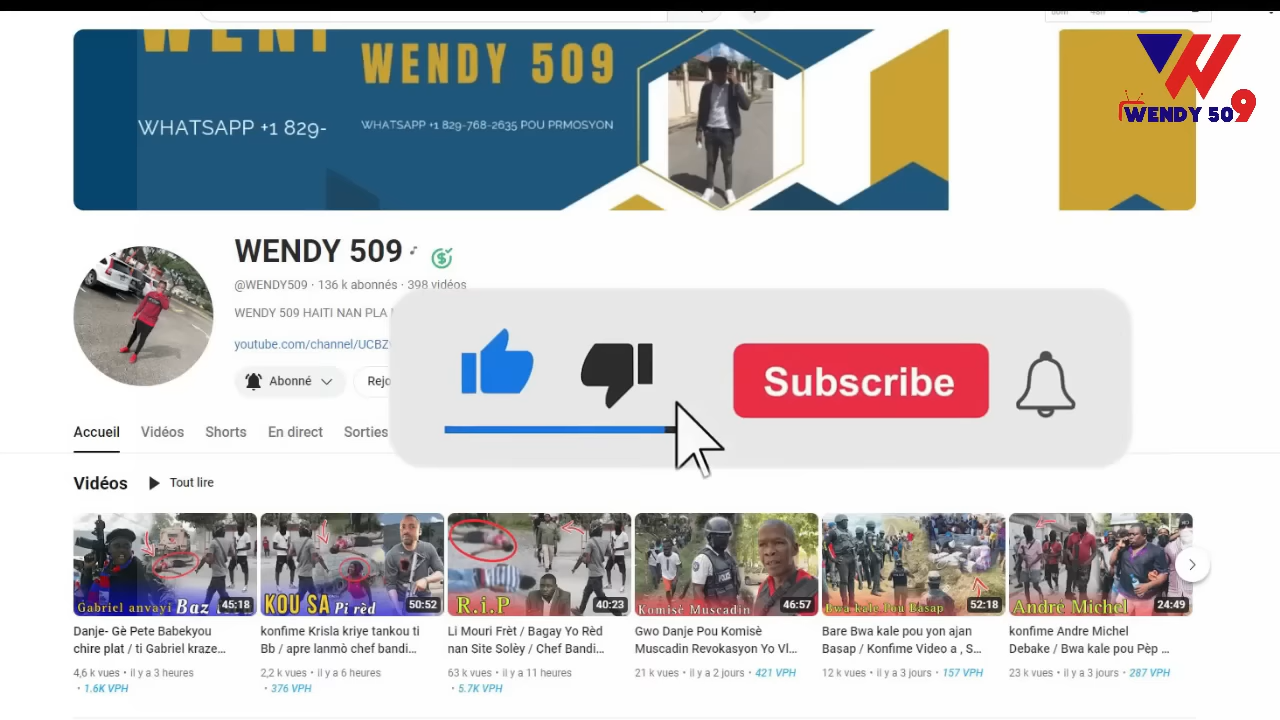 WENDY 509
WHATSAPP +1 829-
WHATSAPP +1 829-768-2635 POU PRMOSYON
WENDY 509
WENDY 509
@WENDY509 · 136 k abonnés · 398 vidéos
WENDY 509 HAITI NAN PLA
youtube.com/channel/UCBZ
Abonné
Rejo
Subscribe
Accueil Vidéos Shorts En direct Sorties
Vidéos Tout lire
Gabriel anvayi Baz 45:18
KOU SA Pi rèd 50:52
R.i.P 40:23
Komisè Muscadin 46:57
POLICE
Bwa kale pou Basap 52:18
Andre Michel 24:49
Danje- Gè Pete Babekyou
chire plat / ti Gabriel kraze...
4,6 k vues · il y a 3 heures
· 1.6K VPH
konfime Krisla kriye tankou ti
Bb / apre lanmò chef bandi...
2,2 k vues · il y a 6 heures
· 376 VPH
Li Mouri Frèt / Bagay Yo Rèd
nan Site Solèy / Chef Bandi...
63 k vues · il y a 11 heures
· 5.7K VPH
Gwo Danje Pou Komisè
Muscadin Revokasyon Yo Vl...
21 k vues · il y a 2 jours · 421 VPH
Bare Bwa kale pou yon ajan
Basap / Konfime Video a , S...
12 k vues · il y a 3 jours · 157 VPH
konfime Andre Michel
Debake / Bwa kale pou Pèp ...
23 k vues · il y a 3 jours · 287 VPH